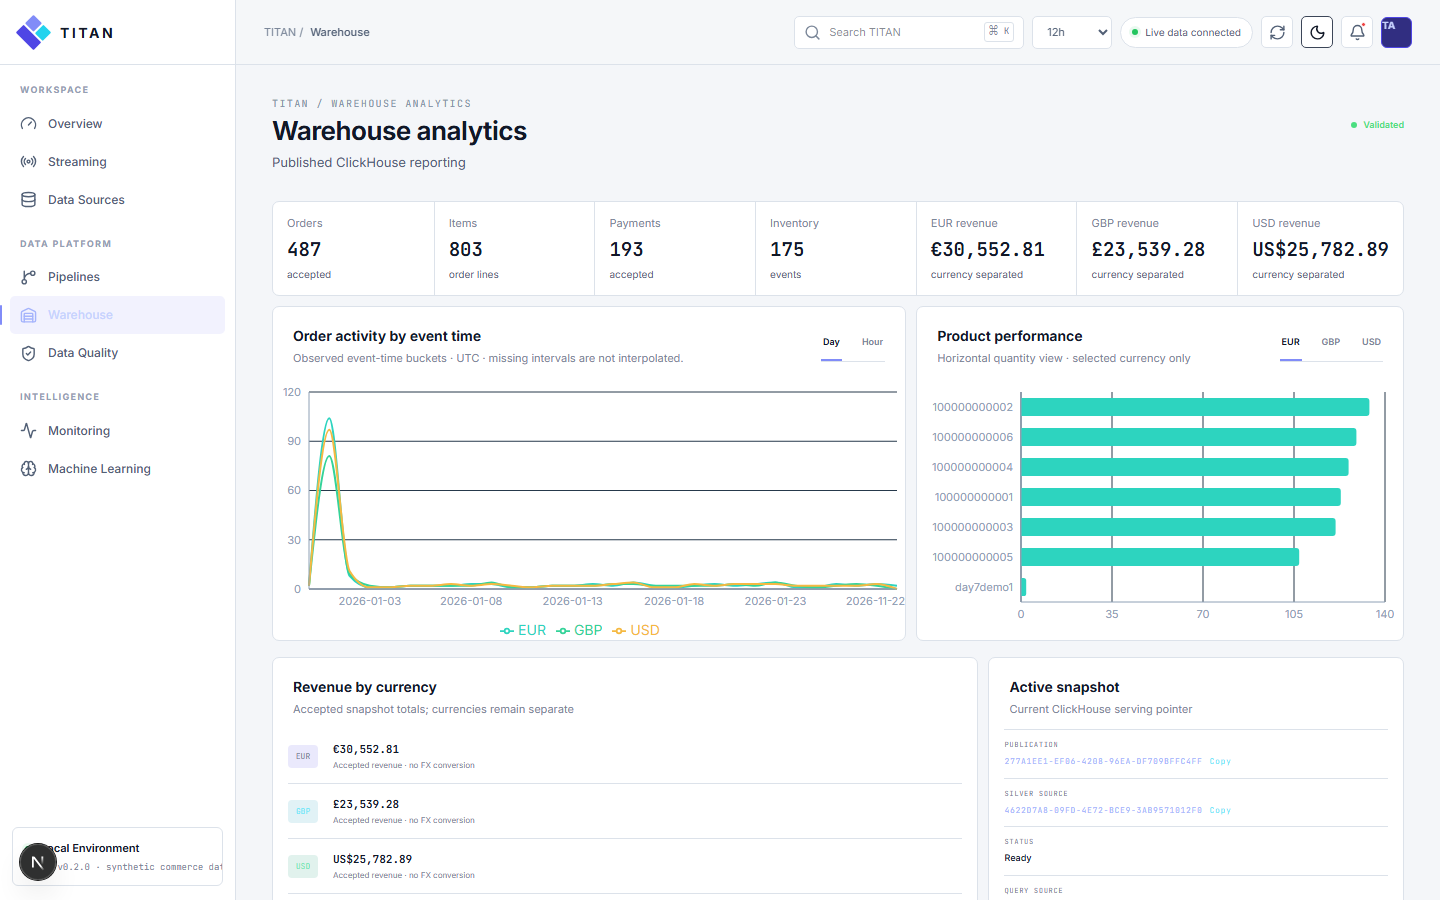 TITAN
TITAN / Warehouse
Search TITAN
⌘ K
12h
Live data connected
TA
WORKSPACE
Overview
Streaming
Data Sources
DATA PLATFORM
Pipelines
Warehouse
Data Quality
INTELLIGENCE
Monitoring
Machine Learning
TITAN / WAREHOUSE ANALYTICS
Warehouse analytics
Published ClickHouse reporting
Validated
Orders
487
accepted
Items
803
order lines
Payments
193
accepted
Inventory
175
events
EUR revenue
€30,552.81
currency separated
GBP revenue
£23,539.28
currency separated
USD revenue
US$25,782.89
currency separated
Order activity by event time
Observed event-time buckets · UTC · missing intervals are not interpolated.
Day Hour
120
90
60
30
0
2026-01-03 2026-01-08 2026-01-13 2026-01-18 2026-01-23 2026-11-22
EUR GBP USD
Product performance
Horizontal quantity view · selected currency only
EUR GBP USD
100000000002
100000000006
100000000004
100000000001
100000000003
100000000005
day7demo1
0 35 70 105 140
Revenue by currency
Accepted snapshot totals; currencies remain separate
EUR
€30,552.81
Accepted revenue · no FX conversion
GBP
£23,539.28
Accepted revenue · no FX conversion
USD
US$25,782.89
Accepted revenue · no FX conversion
Active snapshot
Current ClickHouse serving pointer
PUBLICATION
277A1EE1-EF06-420B-96EA-DF709BFFC4FF Copy
SILVER SOURCE
462207A8-09FD-4E72-BCE9-3AB9571012F0 Copy
STATUS
Ready
QUERY SOURCE
N
ocal Environment
v0.2.0 · synthetic commerce dat